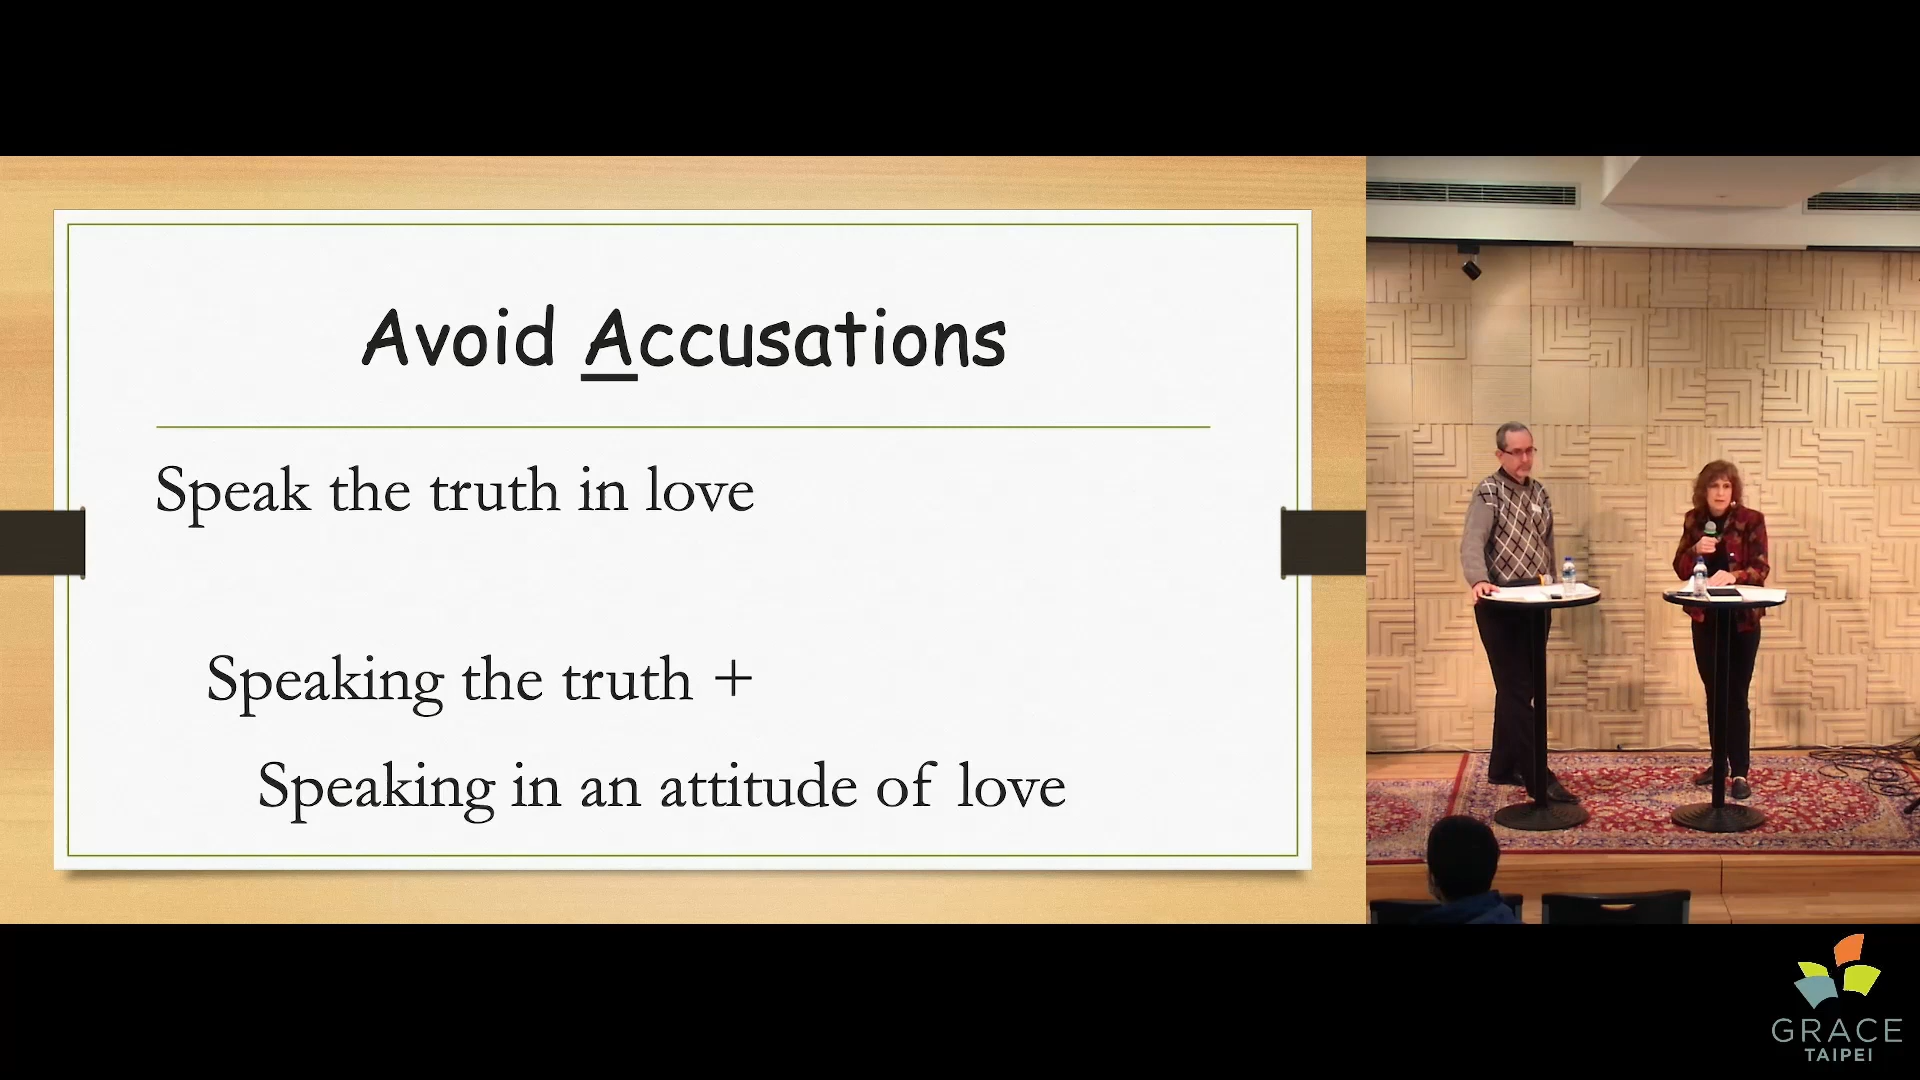 Avoid Accusations
Speak the truth in love
Speaking the truth +
Speaking in an attitude of love
GRACE
TAIPEI